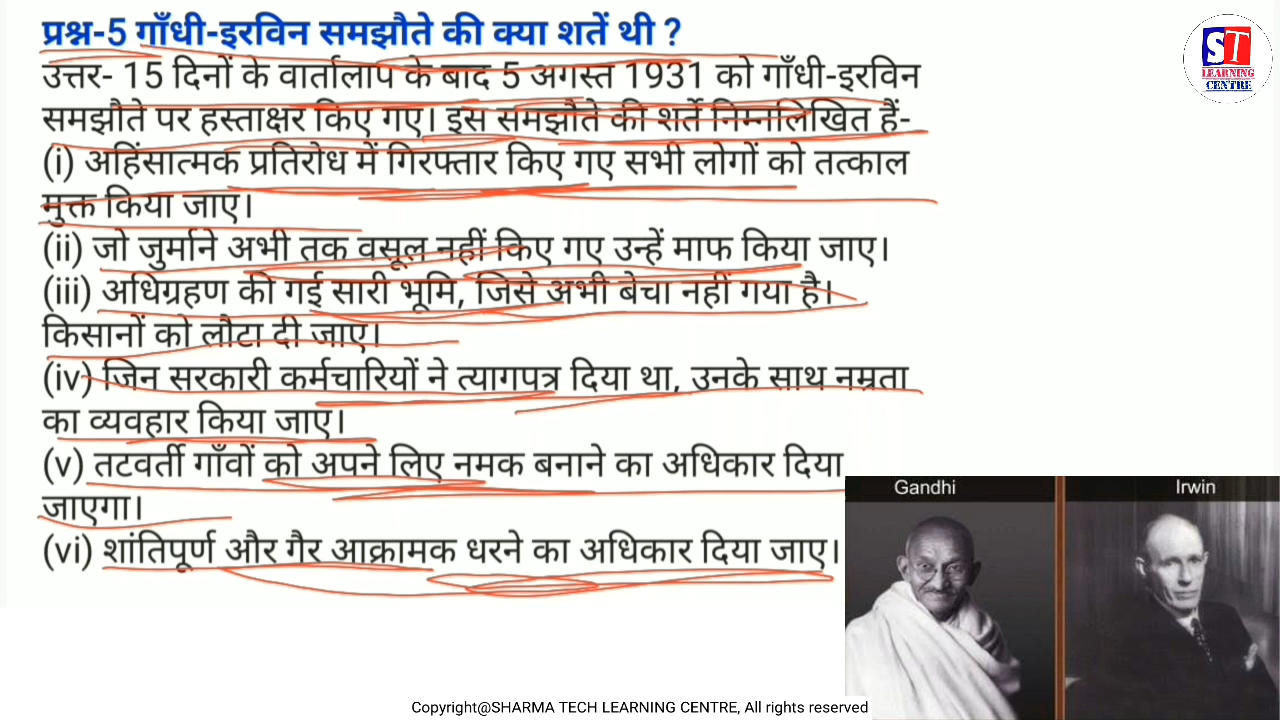 प्रश्न-5 गाँधी-इरविन समझौते की क्या शर्तें थी ?
उत्तर- 15 दिनों के वार्तालाप के बाद 5 अगस्त 1931 को गाँधी-इरविन
समझौते पर हस्ताक्षर किए गए। इस समझौते की शर्ते निम्नलिखित हैं-
(i) अहिंसात्मक प्रतिरोध में गिरफ्तार किए गए सभी लोगों को तत्काल
मुक्त किया जाए।
(ii) जो जुर्माने अभी तक वसूल नहीं किए गए उन्हें माफ किया जाए।
(iii) अधिग्रहण की गई सारी भूमि, जिसे अभी बेचा नहीं गया है।
किसानों को लौटा दी जाए।
(iv) जिन सरकारी कर्मचारियों ने त्यागपत्र दिया था, उनके साथ नम्रता
का व्यवहार किया जाए।
(v) तटवर्ती गाँवों को अपने लिए नमक बनाने का अधिकार दिया
जाएगा।
(vi) शांतिपूर्ण और गैर आक्रामक धरने का अधिकार दिया जाए।
ST
LEARNING
CENTRE
Gandhi
Irwin
Copyright@SHARMA TECH LEARNING CENTRE, All rights reserved